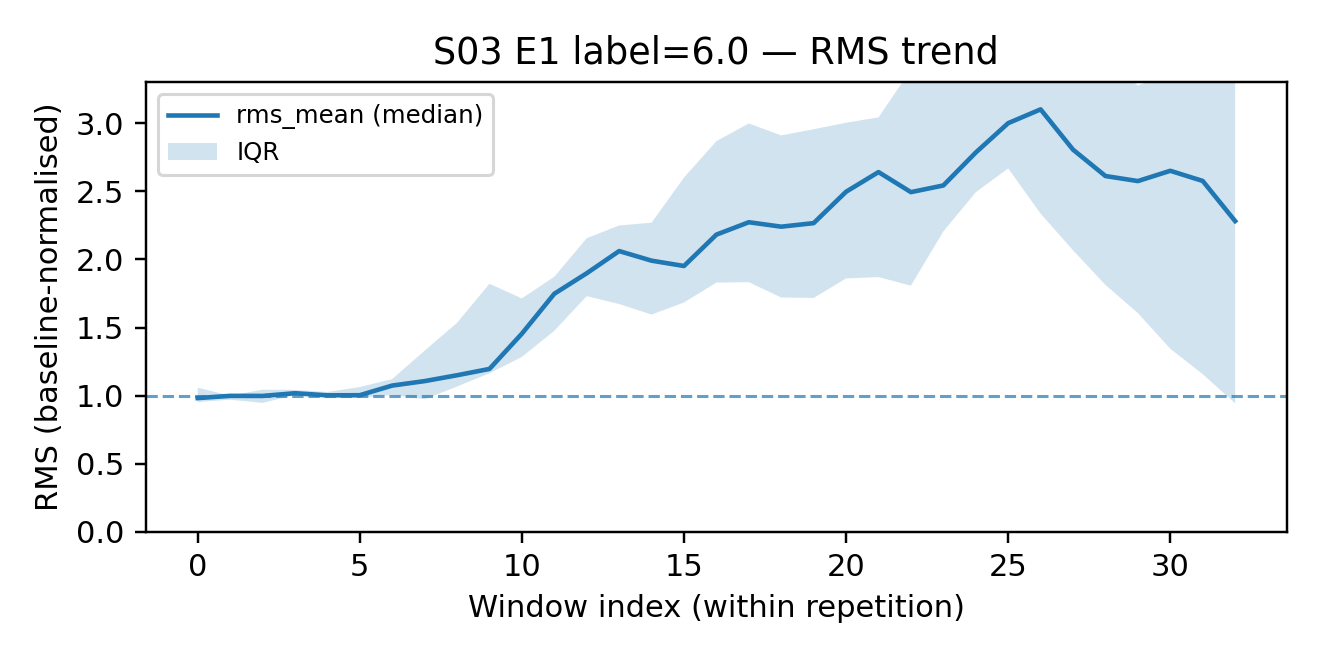 S03 E1 label=6.0 — RMS trend
rms_mean (median)
IQR
RMS (baseline-normalised)
3.0
2.5
2.0
1.5
1.0
0.5
0.0
0 5 10 15 20 25 30
Window index (within repetition)